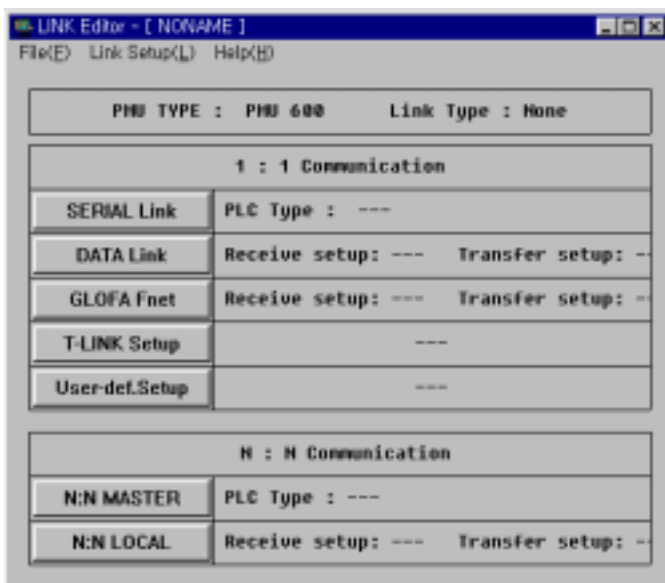 LINK Editor - [ NONAME ]
File(F) Link Setup(L) Help(H)
PMU TYPE : PMU 600 Link Type : None
1 : 1 Communication
SERIAL Link PLC Type : ---
DATA Link Receive setup: --- Transfer setup: -
GLOFA Fnet Receive setup: --- Transfer setup: -
T-LINK Setup ---
User-def.Setup ---
N : N Communication
N:N MASTER PLC Type : ---
N:N LOCAL Receive setup: --- Transfer setup: -